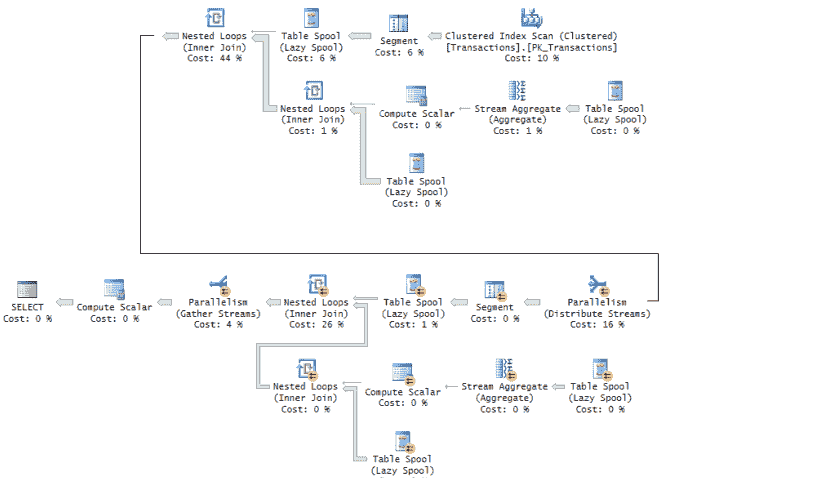 Nested Loops
(Inner Join)
Cost: 44 %
Table Spool
(Lazy Spool)
Cost: 6 %
Segment
Cost: 6 %
Clustered Index Scan (Clustered)
[Transactions].[PK_Transactions]
Cost: 10 %
Nested Loops
(Inner Join)
Cost: 1 %
Compute Scalar
Cost: 0 %
Stream Aggregate
(Aggregate)
Cost: 1 %
Table Spool
(Lazy Spool)
Cost: 0 %
Table Spool
(Lazy Spool)
Cost: 0 %
SELECT
Cost: 0 %
Compute Scalar
Cost: 0 %
Parallelism
(Gather Streams)
Cost: 4 %
Nested Loops
(Inner Join)
Cost: 26 %
Table Spool
(Lazy Spool)
Cost: 1 %
Segment
Cost: 0 %
Parallelism
(Distribute Streams)
Cost: 16 %
Nested Loops
(Inner Join)
Cost: 0 %
Compute Scalar
Cost: 0 %
Stream Aggregate
(Aggregate)
Cost: 0 %
Table Spool
(Lazy Spool)
Cost: 0 %
Table Spool
(Lazy Spool)